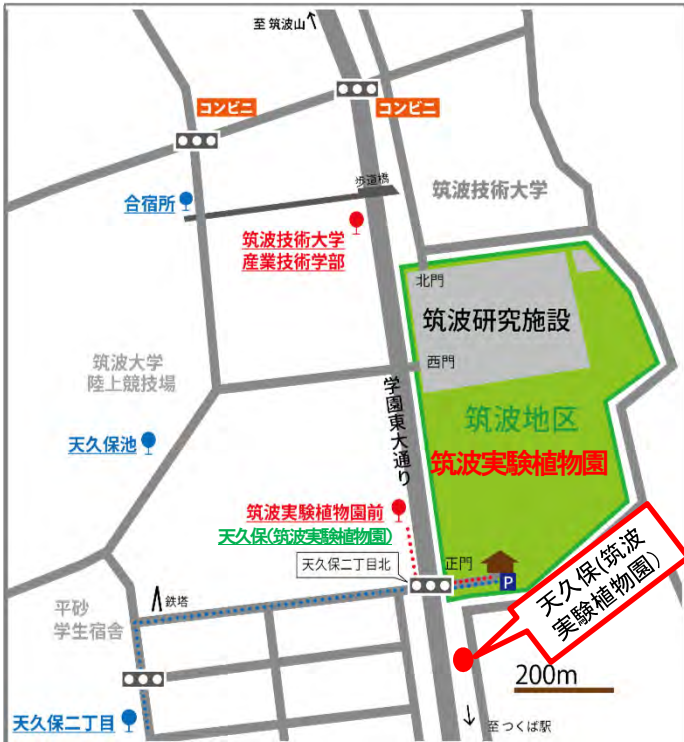 至 筑波山
コンビニ
コンビニ
歩道橋
筑波技術大学
合宿所
筑波技術大学
産業技術学部
北門
筑波研究施設
西門
筑波大学
陸上競技場
学園東大通り
筑波地区
筑波実験植物園
天久保池
筑波実験植物園前
天久保(筑波実験植物園)
天久保二丁目北
正門
P
天久保(筑波
実験植物園)
平砂
学生宿舎
鉄塔
200m
天久保二丁目
至 つくば駅